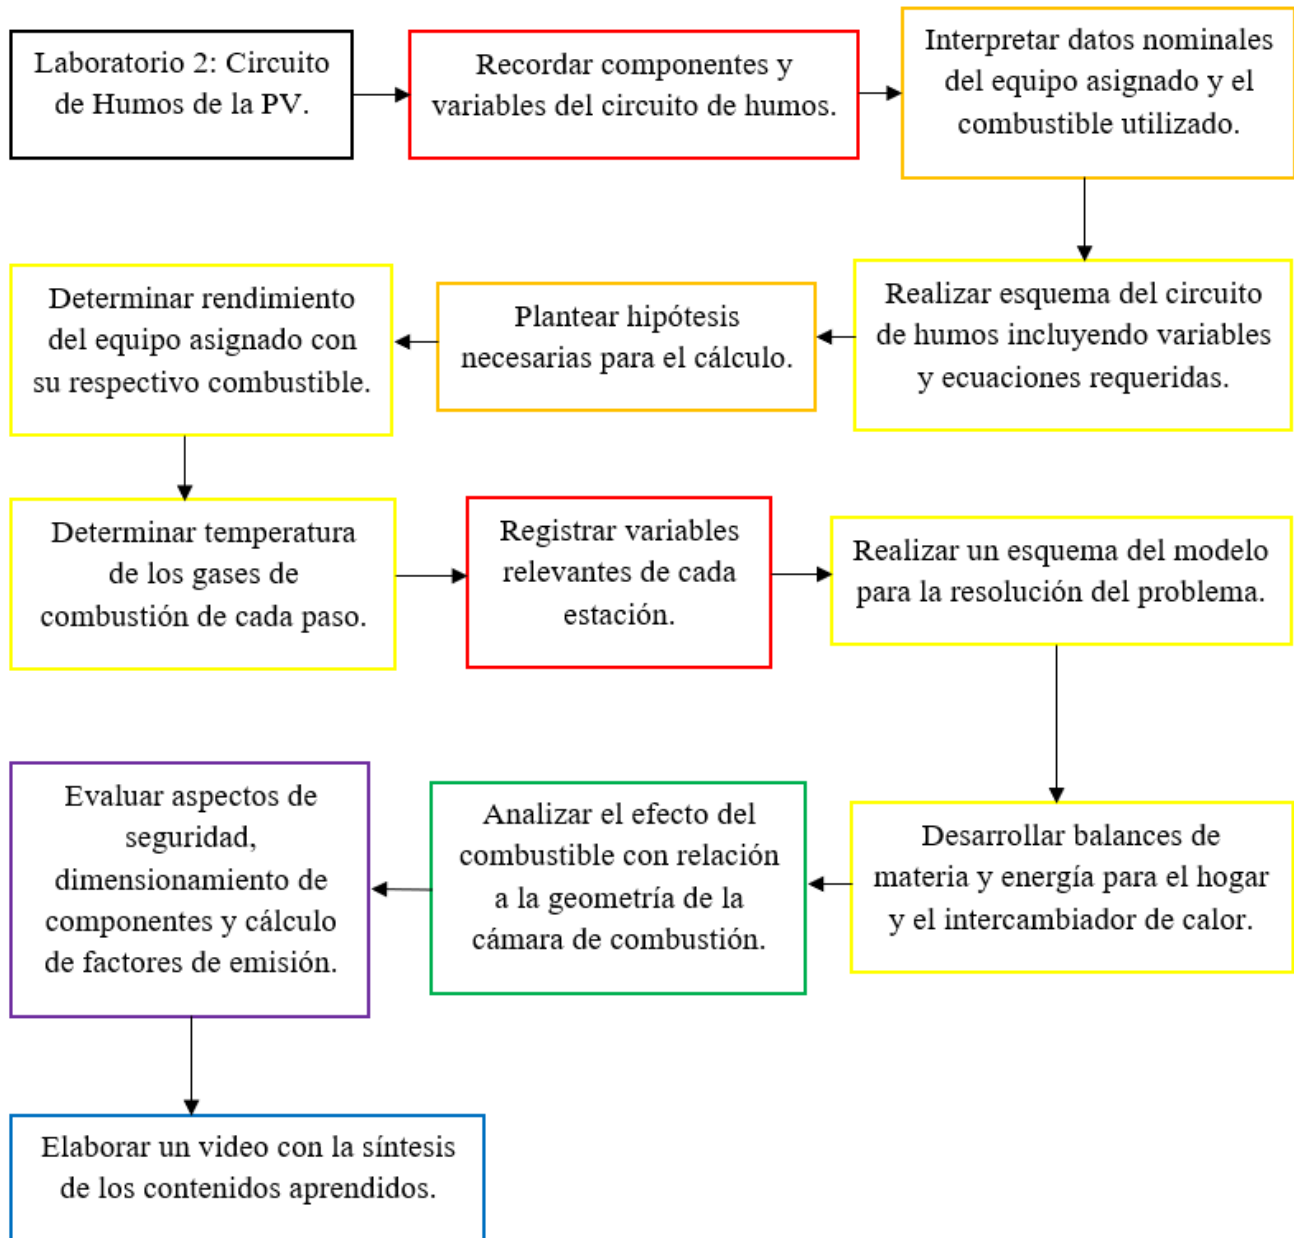 Laboratorio 2: Circuito
de Humos de la PV.
Recordar componentes y
variables del circuito de humos.
Interpretar datos nominales
del equipo asignado y el
combustible utilizado.
Realizar esquema del circuito
de humos incluyendo variables
y ecuaciones requeridas.
Plantear hipótesis
necesarias para el cálculo.
Determinar rendimiento
del equipo asignado con
su respectivo combustible.
Determinar temperatura
de los gases de
combustión de cada paso.
Registrar variables
relevantes de cada
estación.
Realizar un esquema del modelo
para la resolución del problema.
Desarrollar balances de
materia y energía para el hogar
y el intercambiador de calor.
Analizar el efecto del
combustible con relación
a la geometría de la
cámara de combustión.
Evaluar aspectos de
seguridad,
dimensionamiento de
componentes y cálculo
de factores de emisión.
Elaborar un video con la síntesis
de los contenidos aprendidos.